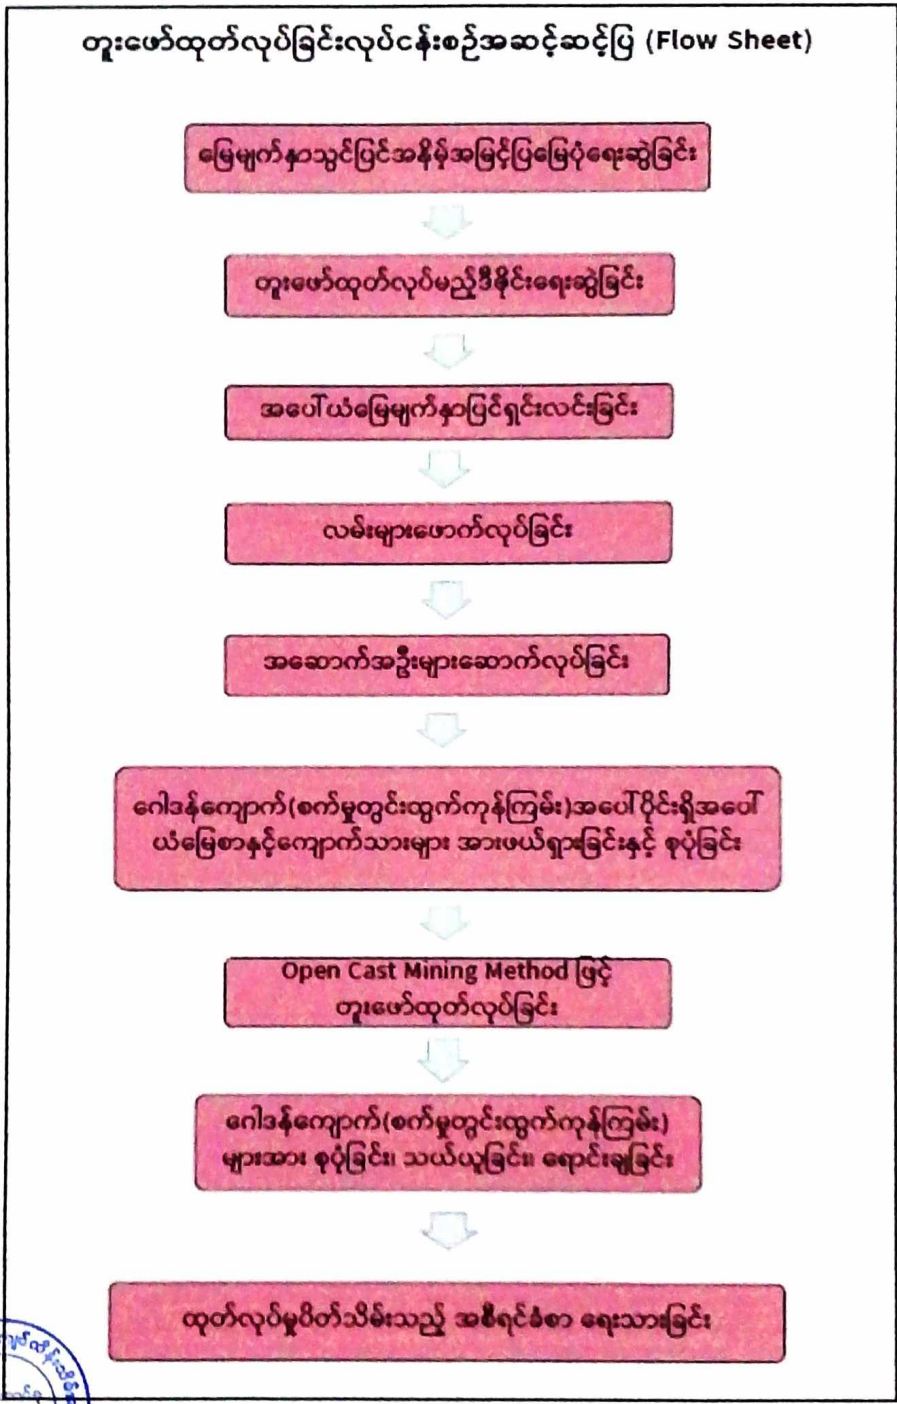 တူးဖော်ထုတ်လုပ်ခြင်းလုပ်ငန်းစဉ်အဆင့်ဆင့်ပြ (Flow Sheet)
မြေမျက်နှာသွင်ပြင်အနိမ့်အမြင့်ပြမြေပုံရေးဆွဲခြင်း
တူးဖော်ထုတ်လုပ်မည့်ဒီဇိုင်းရေးဆွဲခြင်း
အပေါ်ယံမြေမျက်နှာပြင်ရှင်းလင်းခြင်း
လမ်းများဖောက်လုပ်ခြင်း
အဆောက်အဦးများဆောက်လုပ်ခြင်း
ဂေါဒန်ကျောက်(စက်မှုတွင်းထွက်ကုန်ကြမ်း)အပေါ်ပိုင်းရှိအပေါ်
ယံမြေစာနှင့်ကျောက်သားများ အားဖယ်ရှားခြင်းနှင့် စုပုံခြင်း
Open Cast Mining Method ဖြင့်
တူးဖော်ထုတ်လုပ်ခြင်း
ဂေါဒန်ကျောက်(စက်မှုတွင်းထွက်ကုန်ကြမ်း)
များအား စုပုံခြင်း၊ သယ်ယူခြင်း၊ ရောင်းချခြင်း
ထုတ်လုပ်မှုပိတ်သိမ်းသည့် အစီရင်ခံစာ ရေးသားခြင်း